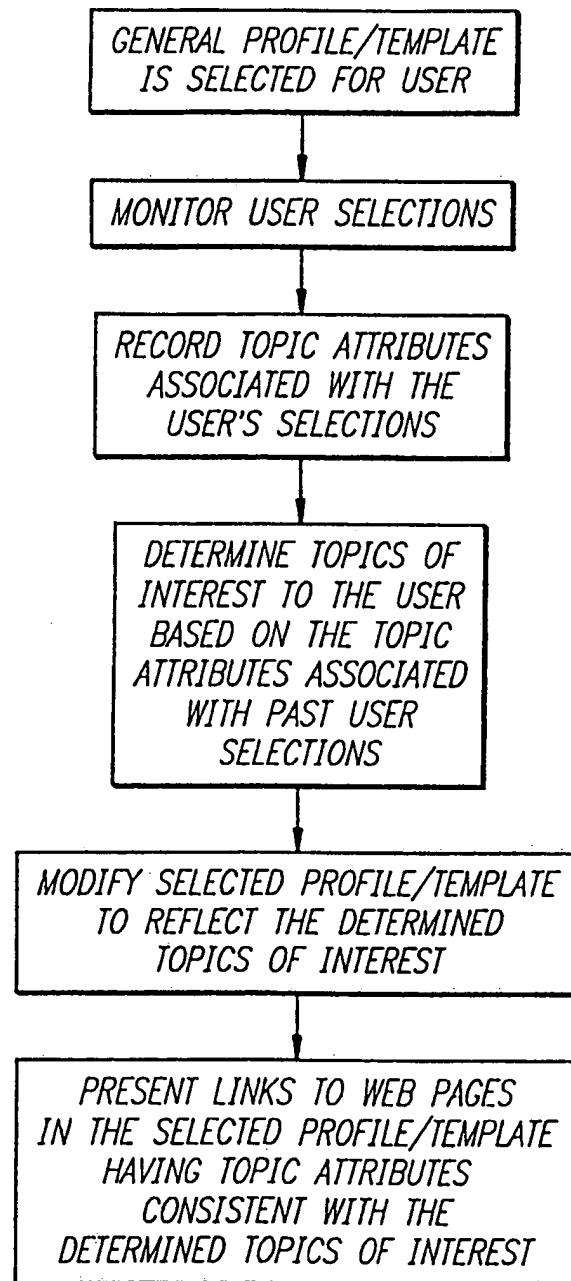 GENERAL PROFILE/TEMPLATE
IS SELECTED FOR USER
MONITOR USER SELECTIONS
RECORD TOPIC ATTRIBUTES
ASSOCIATED WITH THE
USER'S SELECTIONS
DETERMINE TOPICS OF
INTEREST TO THE USER
BASED ON THE TOPIC
ATTRIBUTES ASSOCIATED
WITH PAST USER
SELECTIONS
MODIFY SELECTED PROFILE/TEMPLATE
TO REFLECT THE DETERMINED
TOPICS OF INTEREST
PRESENT LINKS TO WEB PAGES
IN THE SELECTED PROFILE/TEMPLATE
HAVING TOPIC ATTRIBUTES
CONSISTENT WITH THE
DETERMINED TOPICS OF INTEREST